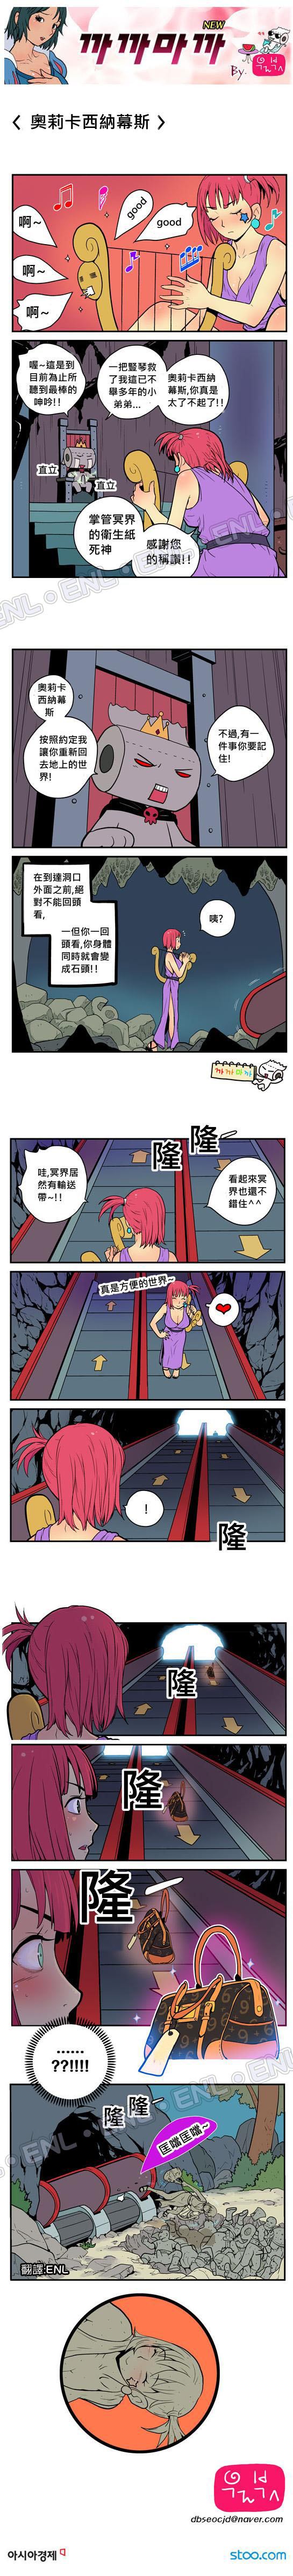 NEW
까까마까
By.
〈 奧莉卡西納幕斯 〉
啊~
啊~
啊~
good
good
喔~這是到
目前為止所
聽到最棒的
呻吟!!
一把豎琴救
了我這已不
舉多年的小
弟弟...
奧莉卡西納
幕斯,你真是
太了不起了!!
直立
直立
掌管冥界
的衛生紙
死神
感謝您
的稱讚!!
ENL
ENL
奧莉卡
西納幕
斯
按照約定我
讓你重新回
去地上的世
界!
不過,有一
件事你要記
住!
在到達洞口
外面之前,絕
對不能回頭
看,
一但你一回
頭看,你身體
同時就會變
成石頭!!
咦?
까까마까
隆
隆
哇,冥界居
然有輸送
帶~!!
看起來冥
界也還不
錯住^^
真是方便的世界~
!
隆
隆
隆
隆
......
??!!!!
隆
隆
匡噹匡噹~
ENL
ENL
翻譯:ENL
dbseocjd@naver.com
아시아경제
stoo.com